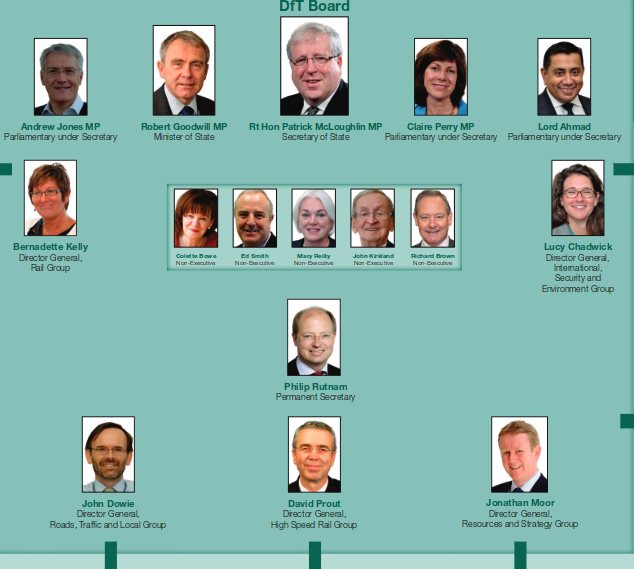 DfT Board
Andrew Jones MP
Parliamentary under Secretary
Robert Goodwill MP
Minister of State
Rt Hon Patrick McLoughlin MP
Secretary of State
Claire Perry MP
Parliamentary under Secretary
Lord Ahmad
Parliamentary under Secretary
Bernadette Kelly
Director General,
Rail Group
Colette Bowe
Non-Executive
Ed Smith
Non-Executive
Mary Reilly
Non-Executive
John Kirkland
Non-Executive
Richard Brown
Non-Executive
Lucy Chadwick
Director General,
International,
Security and
Environment Group
Philip Rutnam
Permanent Secretary
John Dowie
Director General,
Roads, Traffic and Local Group
David Prout
Director General,
High Speed Rail Group
Jonathan Moor
Director General,
Resources and Strategy Group